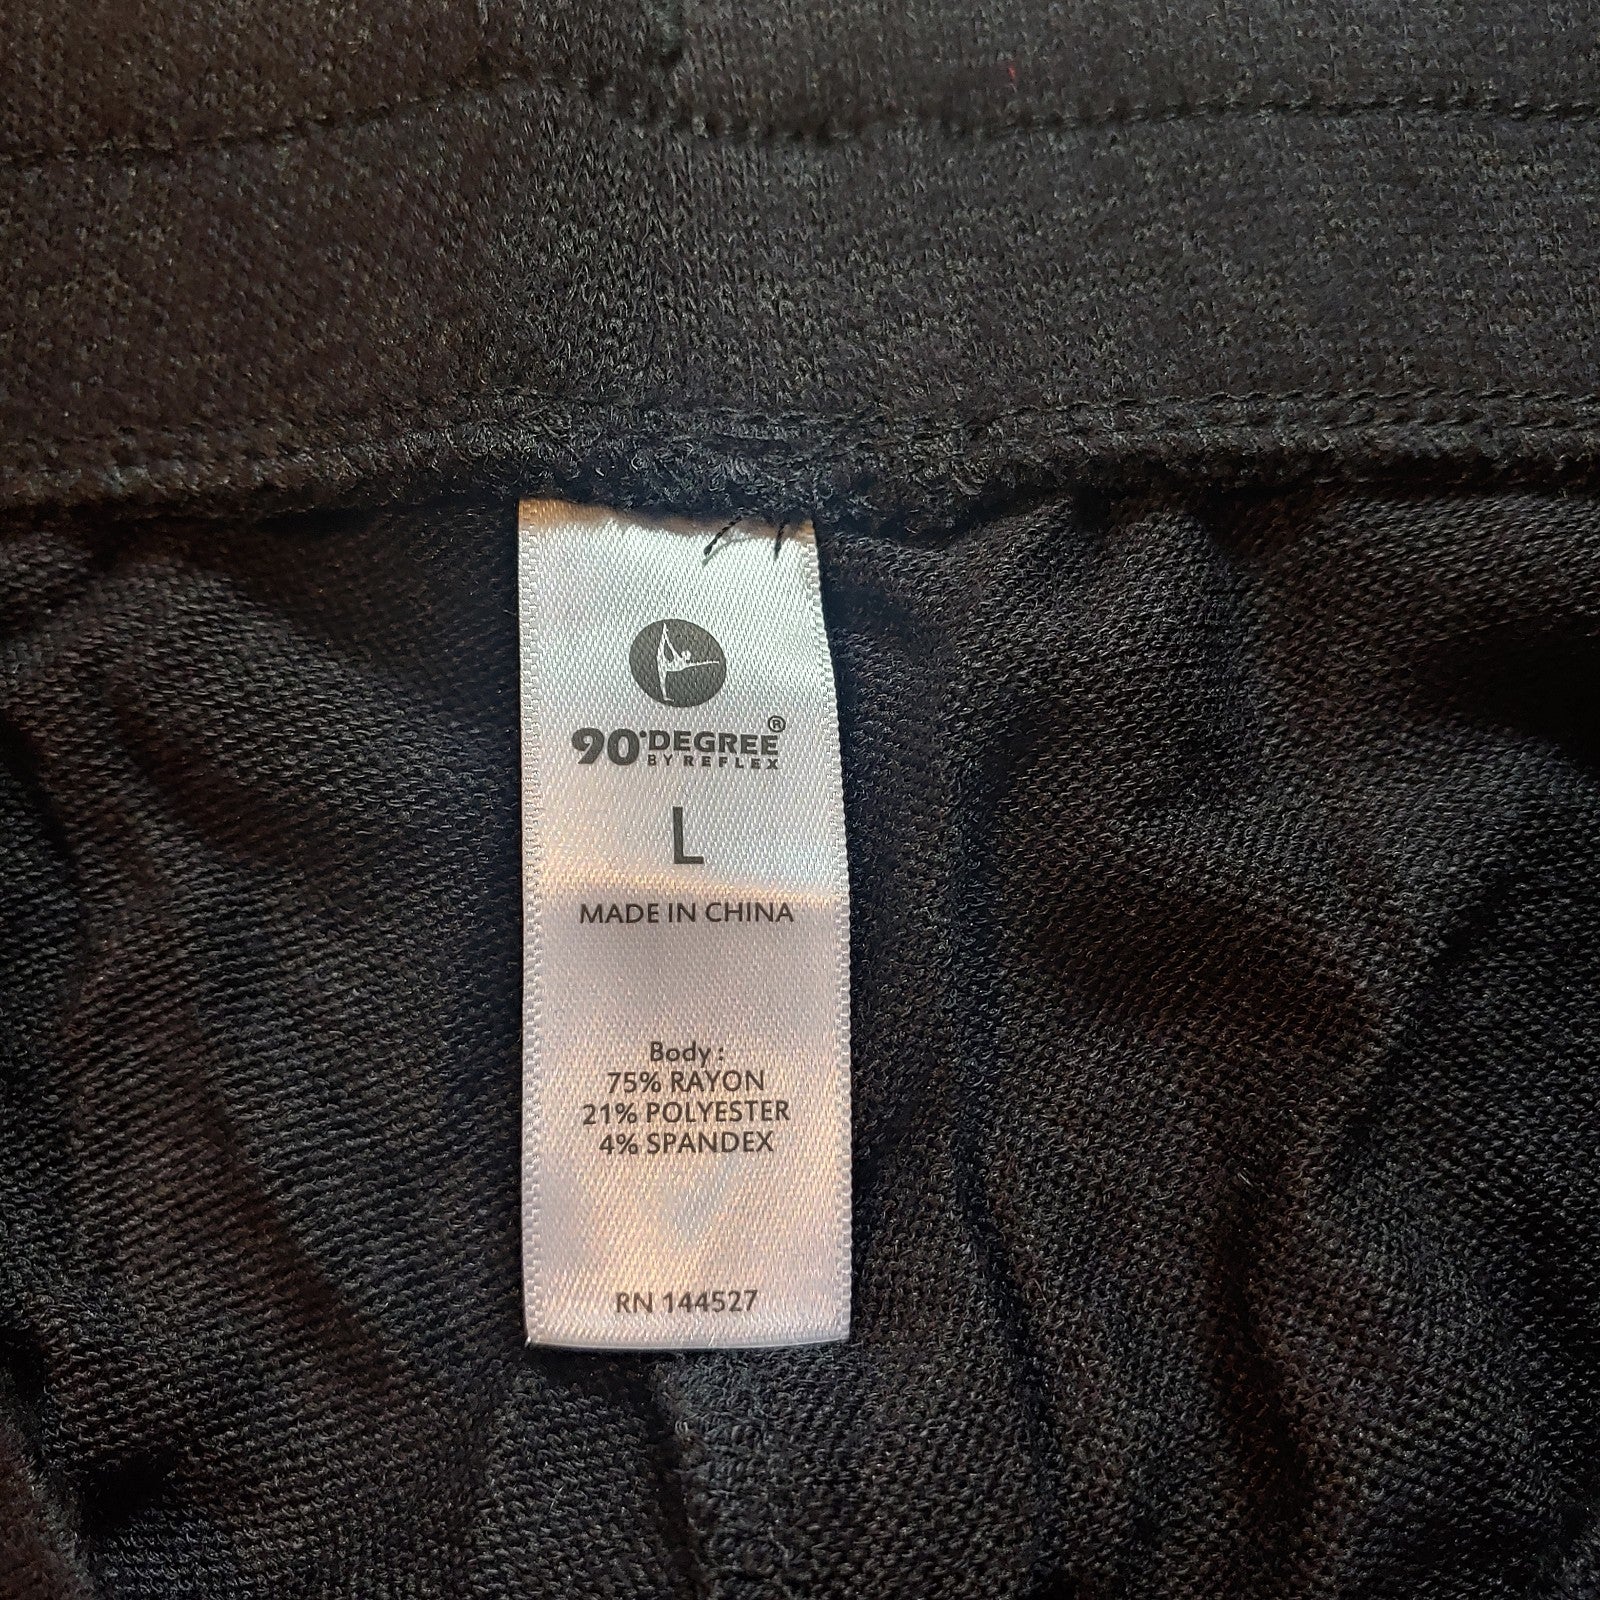 90° DEGREE®
BY REFLEX
L
MADE IN CHINA
Body :
75% RAYON
21% POLYESTER
4% SPANDEX
RN 144527